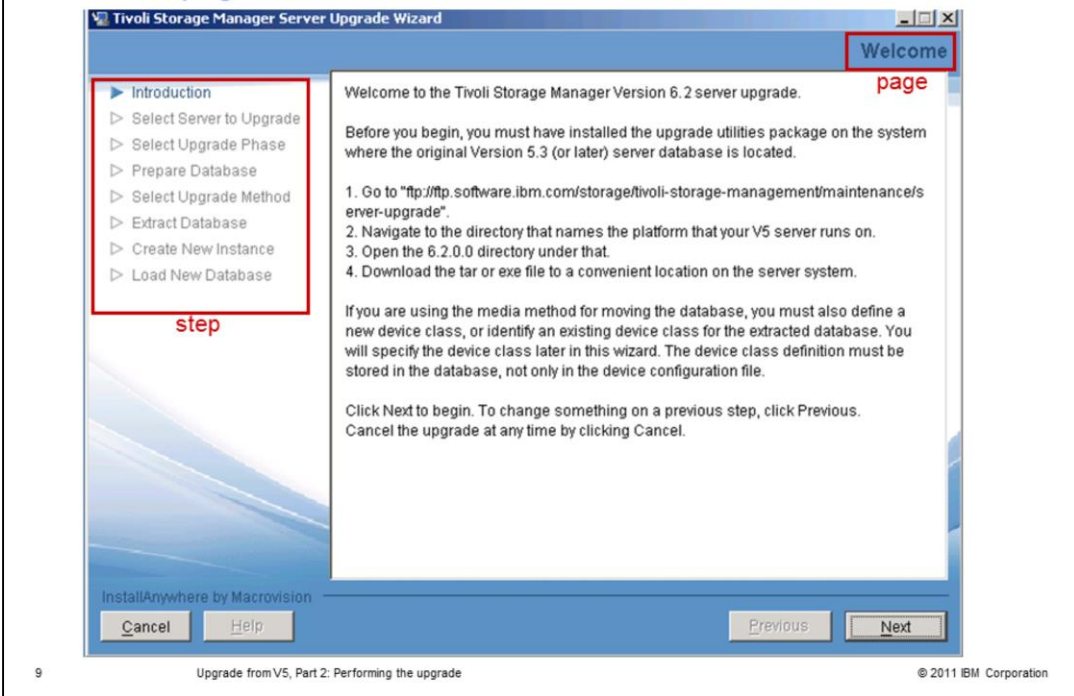 Tivoli Storage Manager Server Upgrade Wizard
Welcome
page
Introduction
Select Server to Upgrade
Select Upgrade Phase
Prepare Database
Select Upgrade Method
Extract Database
Create New Instance
Load New Database
step
Welcome to the Tivoli Storage Manager Version 6.2 server upgrade.
Before you begin, you must have installed the upgrade utilities package on the system
where the original Version 5.3 (or later) server database is located.
1. Go to "ftp://ftp.software.ibm.com/storage/tivoli-storage-management/maintenance/s
erver-upgrade".
2. Navigate to the directory that names the platform that your V5 server runs on.
3. Open the 6.2.0.0 directory under that.
4. Download the tar or exe file to a convenient location on the server system.
If you are using the media method for moving the database, you must also define a
new device class, or identify an existing device class for the extracted database. You
will specify the device class later in this wizard. The device class definition must be
stored in the database, not only in the device configuration file.
Click Next to begin. To change something on a previous step, click Previous.
Cancel the upgrade at any time by clicking Cancel.
InstallAnywhere by Macrovision
Cancel
Help
Previous
Next
9
Upgrade from V5, Part 2: Performing the upgrade
© 2011 IBM Corporation